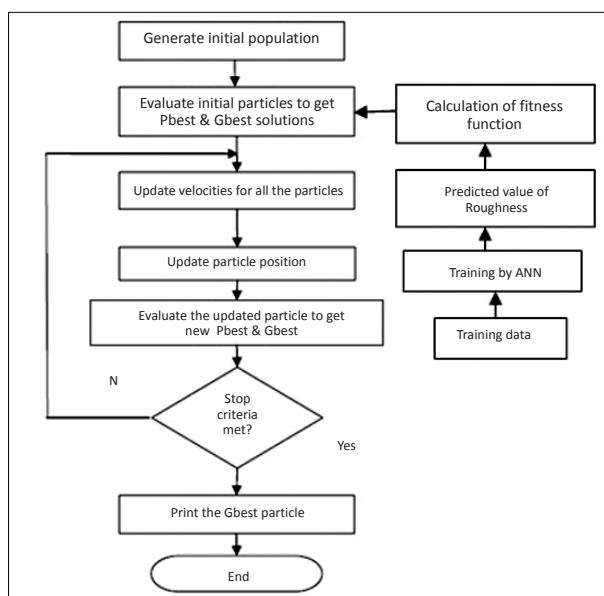 Generate initial population
Evaluate initial particles to get
Pbest & Gbest solutions
Calculation of fitness
function
Update velocities for all the particles
Predicted value of
Roughness
Update particle position
Training by ANN
Evaluate the updated particle to get
new Pbest & Gbest
Training data
N
Stop
criteria
met?
Yes
Print the Gbest particle
End